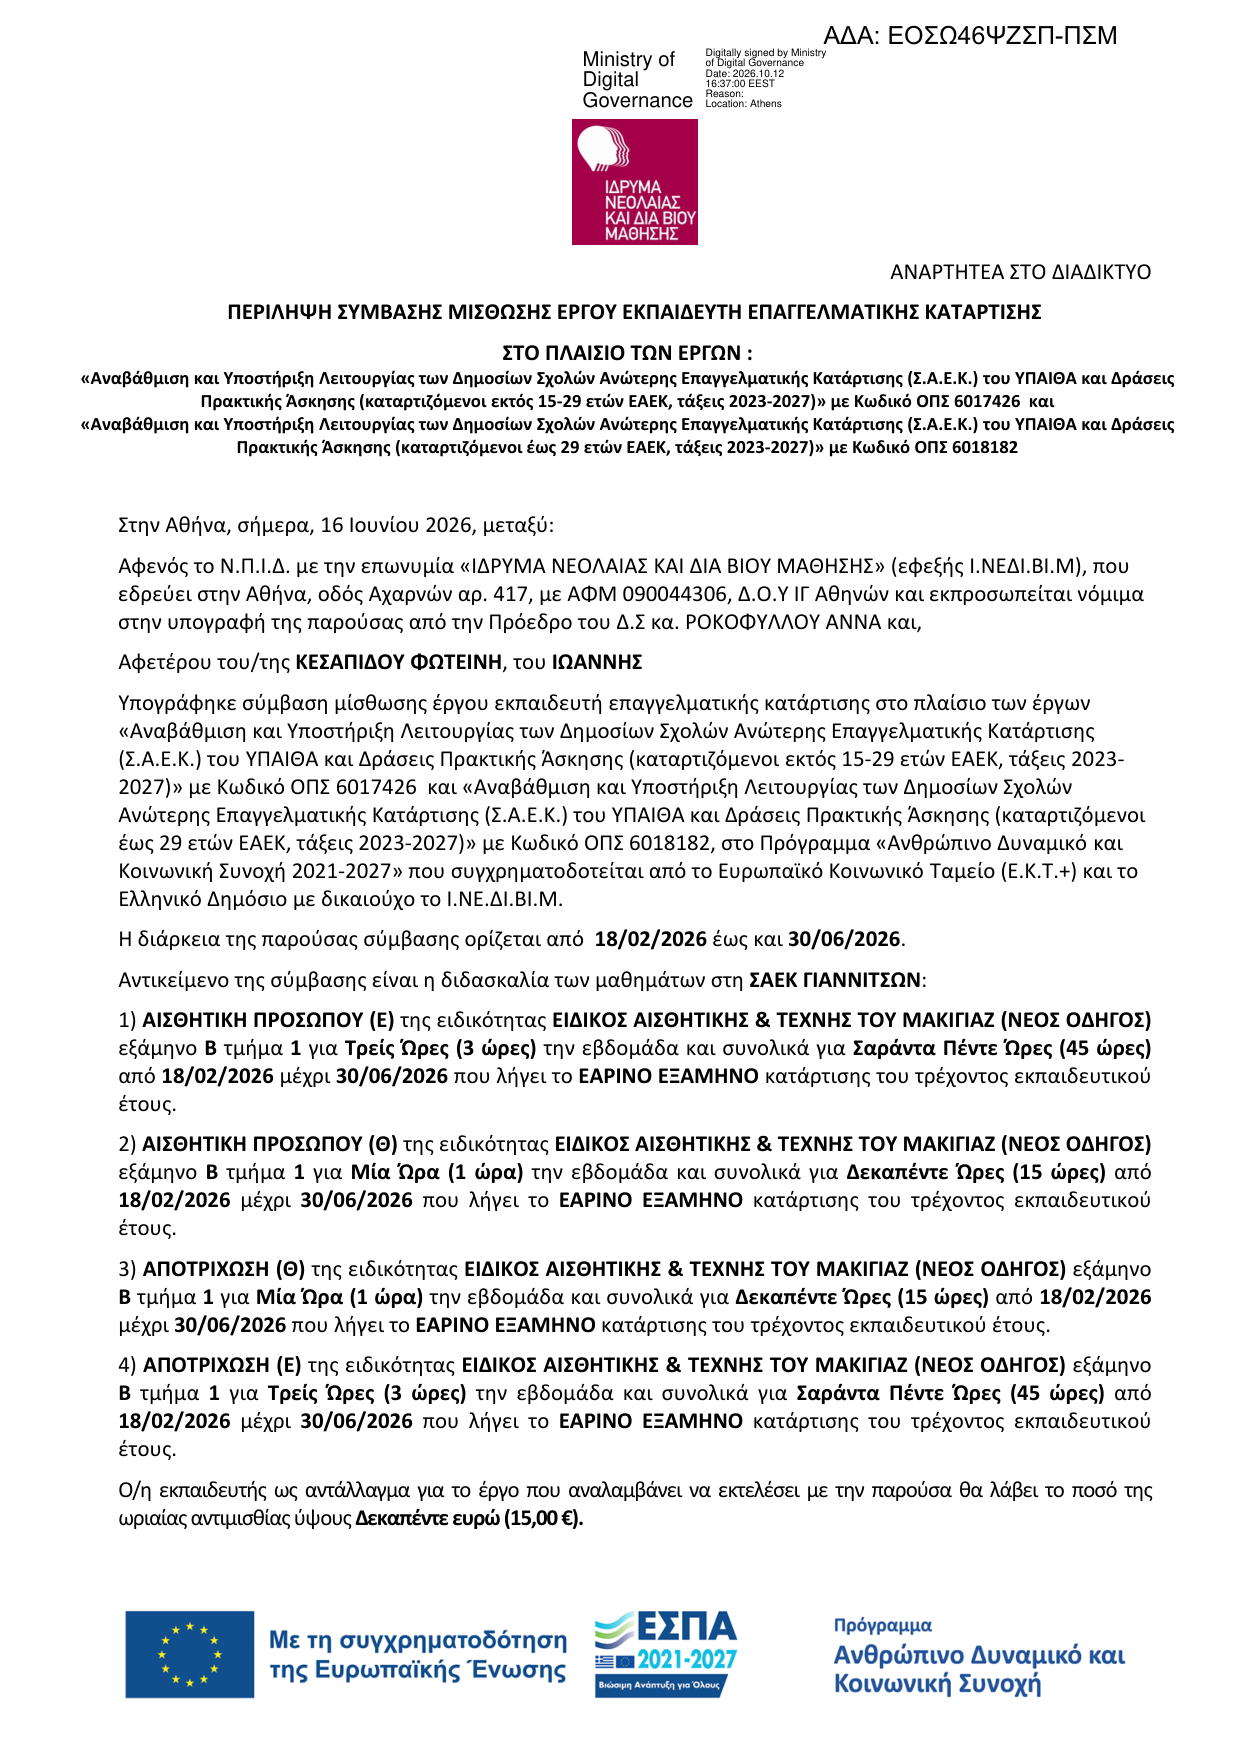 ΑΔΑ: ΕΟΣΩ46ΨΖΣΠ-ΠΣΜ
Ministry of
Digital
Governance
Digitally signed by Ministry
of Digital Governance
Date: 2026.10.12
16:37:00 EEST
Reason:
Location: Athens
ΙΔΡΥΜΑ
ΝΕΟΛΑΙΑΣ
ΚΑΙ ΔΙΑ ΒΙΟΥ
ΜΑΘΗΣΗΣ
ΑΝΑΡΤΗΤΕΑ ΣΤΟ ΔΙΑΔΙΚΤΥΟ
ΠΕΡΙΛΗΨΗ ΣΥΜΒΑΣΗΣ ΜΙΣΘΩΣΗΣ ΕΡΓΟΥ ΕΚΠΑΙΔΕΥΤΗ ΕΠΑΓΓΕΛΜΑΤΙΚΗΣ ΚΑΤΑΡΤΙΣΗΣ
ΣΤΟ ΠΛΑΙΣΙΟ ΤΩΝ ΕΡΓΩΝ :
«Αναβάθμιση και Υποστήριξη Λειτουργίας των Δημοσίων Σχολών Ανώτερης Επαγγελματικής Κατάρτισης (Σ.Α.Ε.Κ.) του ΥΠΑΙΘΑ και Δράσεις
Πρακτικής Άσκησης (καταρτιζόμενοι εκτός 15-29 ετών ΕΑΕΚ, τάξεις 2023-2027)» με Κωδικό ΟΠΣ 6017426 και
«Αναβάθμιση και Υποστήριξη Λειτουργίας των Δημοσίων Σχολών Ανώτερης Επαγγελματικής Κατάρτισης (Σ.Α.Ε.Κ.) του ΥΠΑΙΘΑ και Δράσεις
Πρακτικής Άσκησης (καταρτιζόμενοι έως 29 ετών ΕΑΕΚ, τάξεις 2023-2027)» με Κωδικό ΟΠΣ 6018182
Στην Αθήνα, σήμερα, 16 Ιουνίου 2026, μεταξύ:
Αφενός το Ν.Π.Ι.Δ. με την επωνυμία «ΙΔΡΥΜΑ ΝΕΟΛΑΙΑΣ ΚΑΙ ΔΙΑ ΒΙΟΥ ΜΑΘΗΣΗΣ» (εφεξής Ι.ΝΕΔΙ.ΒΙ.Μ), που
εδρεύει στην Αθήνα, οδός Αχαρνών αρ. 417, με ΑΦΜ 090044306, Δ.Ο.Υ ΙΓ Αθηνών και εκπροσωπείται νόμιμα
στην υπογραφή της παρούσας από την Πρόεδρο του Δ.Σ κα. ΡΟΚΟΦΥΛΛΟΥ ΑΝΝΑ και,
Αφετέρου του/της ΚΕΣΑΠΙΔΟΥ ΦΩΤΕΙΝΗ, του ΙΩΑΝΝΗΣ
Υπογράφηκε σύμβαση μίσθωσης έργου εκπαιδευτή επαγγελματικής κατάρτισης στο πλαίσιο των έργων
«Αναβάθμιση και Υποστήριξη Λειτουργίας των Δημοσίων Σχολών Ανώτερης Επαγγελματικής Κατάρτισης
(Σ.Α.Ε.Κ.) του ΥΠΑΙΘΑ και Δράσεις Πρακτικής Άσκησης (καταρτιζόμενοι εκτός 15-29 ετών ΕΑΕΚ, τάξεις 2023-
2027)» με Κωδικό ΟΠΣ 6017426 και «Αναβάθμιση και Υποστήριξη Λειτουργίας των Δημοσίων Σχολών
Ανώτερης Επαγγελματικής Κατάρτισης (Σ.Α.Ε.Κ.) του ΥΠΑΙΘΑ και Δράσεις Πρακτικής Άσκησης (καταρτιζόμενοι
έως 29 ετών ΕΑΕΚ, τάξεις 2023-2027)» με Κωδικό ΟΠΣ 6018182, στο Πρόγραμμα «Ανθρώπινο Δυναμικό και
Κοινωνική Συνοχή 2021-2027» που συγχρηματοδοτείται από το Ευρωπαϊκό Κοινωνικό Ταμείο (Ε.Κ.Τ.+) και το
Ελληνικό Δημόσιο με δικαιούχο το Ι.ΝΕ.ΔΙ.ΒΙ.Μ.
Η διάρκεια της παρούσας σύμβασης ορίζεται από 18/02/2026 έως και 30/06/2026.
Αντικείμενο της σύμβασης είναι η διδασκαλία των μαθημάτων στη ΣΑΕΚ ΓΙΑΝΝΙΤΣΩΝ:
1) ΑΙΣΘΗΤΙΚΗ ΠΡΟΣΩΠΟΥ (Ε) της ειδικότητας ΕΙΔΙΚΟΣ ΑΙΣΘΗΤΙΚΗΣ & ΤΕΧΝΗΣ ΤΟΥ ΜΑΚΙΓΙΑΖ (ΝΕΟΣ ΟΔΗΓΟΣ)
εξάμηνο Β τμήμα 1 για Τρείς Ώρες (3 ώρες) την εβδομάδα και συνολικά για Σαράντα Πέντε Ώρες (45 ώρες)
από 18/02/2026 μέχρι 30/06/2026 που λήγει το ΕΑΡΙΝΟ ΕΞΑΜΗΝΟ κατάρτισης του τρέχοντος εκπαιδευτικού
έτους.
2) ΑΙΣΘΗΤΙΚΗ ΠΡΟΣΩΠΟΥ (Θ) της ειδικότητας ΕΙΔΙΚΟΣ ΑΙΣΘΗΤΙΚΗΣ & ΤΕΧΝΗΣ ΤΟΥ ΜΑΚΙΓΙΑΖ (ΝΕΟΣ ΟΔΗΓΟΣ)
εξάμηνο Β τμήμα 1 για Μία Ώρα (1 ώρα) την εβδομάδα και συνολικά για Δεκαπέντε Ώρες (15 ώρες) από
18/02/2026 μέχρι 30/06/2026 που λήγει το ΕΑΡΙΝΟ ΕΞΑΜΗΝΟ κατάρτισης του τρέχοντος εκπαιδευτικού
έτους.
3) ΑΠΟΤΡΙΧΩΣΗ (Θ) της ειδικότητας ΕΙΔΙΚΟΣ ΑΙΣΘΗΤΙΚΗΣ & ΤΕΧΝΗΣ ΤΟΥ ΜΑΚΙΓΙΑΖ (ΝΕΟΣ ΟΔΗΓΟΣ) εξάμηνο
Β τμήμα 1 για Μία Ώρα (1 ώρα) την εβδομάδα και συνολικά για Δεκαπέντε Ώρες (15 ώρες) από 18/02/2026
μέχρι 30/06/2026 που λήγει το ΕΑΡΙΝΟ ΕΞΑΜΗΝΟ κατάρτισης του τρέχοντος εκπαιδευτικού έτους.
4) ΑΠΟΤΡΙΧΩΣΗ (Ε) της ειδικότητας ΕΙΔΙΚΟΣ ΑΙΣΘΗΤΙΚΗΣ & ΤΕΧΝΗΣ ΤΟΥ ΜΑΚΙΓΙΑΖ (ΝΕΟΣ ΟΔΗΓΟΣ) εξάμηνο
Β τμήμα 1 για Τρείς Ώρες (3 ώρες) την εβδομάδα και συνολικά για Σαράντα Πέντε Ώρες (45 ώρες) από
18/02/2026 μέχρι 30/06/2026 που λήγει το ΕΑΡΙΝΟ ΕΞΑΜΗΝΟ κατάρτισης του τρέχοντος εκπαιδευτικού
έτους.
Ο/η εκπαιδευτής ως αντάλλαγμα για το έργο που αναλαμβάνει να εκτελέσει με την παρούσα θα λάβει το ποσό της
ωριαίας αντιμισθίας ύψους Δεκαπέντε ευρώ (15,00 €).
Με τη συγχρηματοδότηση
της Ευρωπαϊκής Ένωσης
ΕΣΠΑ
2021-2027
Βιώσιμη Ανάπτυξη για Όλους
Πρόγραμμα
Ανθρώπινο Δυναμικό και
Κοινωνική Συνοχή